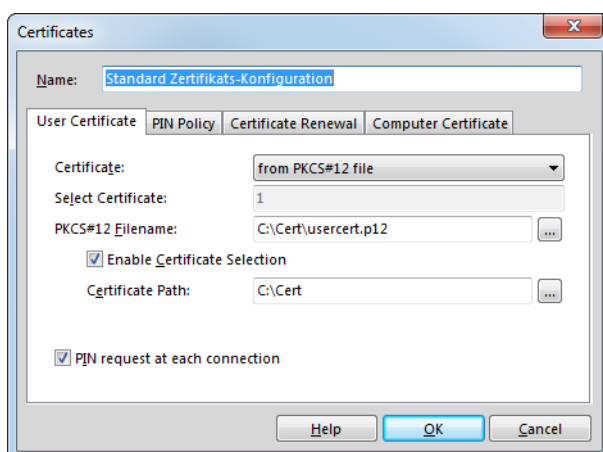 Certificates
Name: Standard Zertifikats-Konfiguration
User Certificate PIN Policy Certificate Renewal Computer Certificate
Certificate: from PKCS#12 file
Select Certificate: 1
PKCS#12 Filename: C:\Cert\usercert.p12 ...
Enable Certificate Selection
Certificate Path: C:\Cert ...
PIN request at each connection
Help OK Cancel